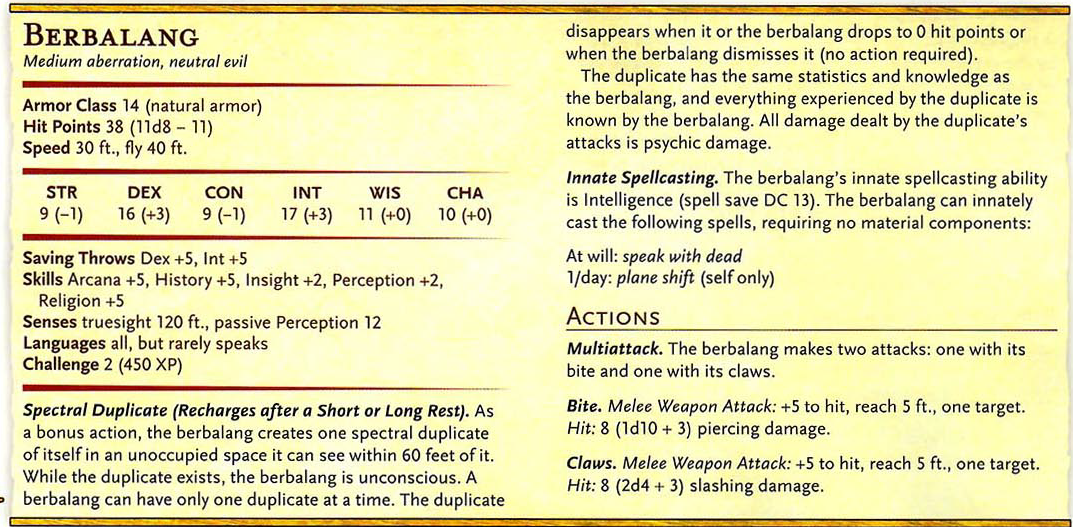 BERBALANG
Medium aberration, neutral evil
Armor Class 14 (natural armor)
Hit Points 38 (11d8 – 11)
Speed 30 ft., fly 40 ft.
STR DEX CON INT WIS CHA
9 (–1) 16 (+3) 9 (–1) 17 (+3) 11 (+0) 10 (+0)
Saving Throws Dex +5, Int +5
Skills Arcana +5, History +5, Insight +2, Perception +2,
Religion +5
Senses truesight 120 ft., passive Perception 12
Languages all, but rarely speaks
Challenge 2 (450 XP)
Spectral Duplicate (Recharges after a Short or Long Rest). As
a bonus action, the berbalang creates one spectral duplicate
of itself in an unoccupied space it can see within 60 feet of it.
While the duplicate exists, the berbalang is unconscious. A
berbalang can have only one duplicate at a time. The duplicate
disappears when it or the berbalang drops to 0 hit points or
when the berbalang dismisses it (no action required).
The duplicate has the same statistics and knowledge as
the berbalang, and everything experienced by the duplicate is
known by the berbalang. All damage dealt by the duplicate's
attacks is psychic damage.
Innate Spellcasting. The berbalang's innate spellcasting ability
is Intelligence (spell save DC 13). The berbalang can innately
cast the following spells, requiring no material components:
At will: speak with dead
1/day: plane shift (self only)
ACTIONS
Multiattack. The berbalang makes two attacks: one with its
bite and one with its claws.
Bite. Melee Weapon Attack: +5 to hit, reach 5 ft., one target.
Hit: 8 (1d10 + 3) piercing damage.
Claws. Melee Weapon Attack: +5 to hit, reach 5 ft., one target.
Hit: 8 (2d4 + 3) slashing damage.